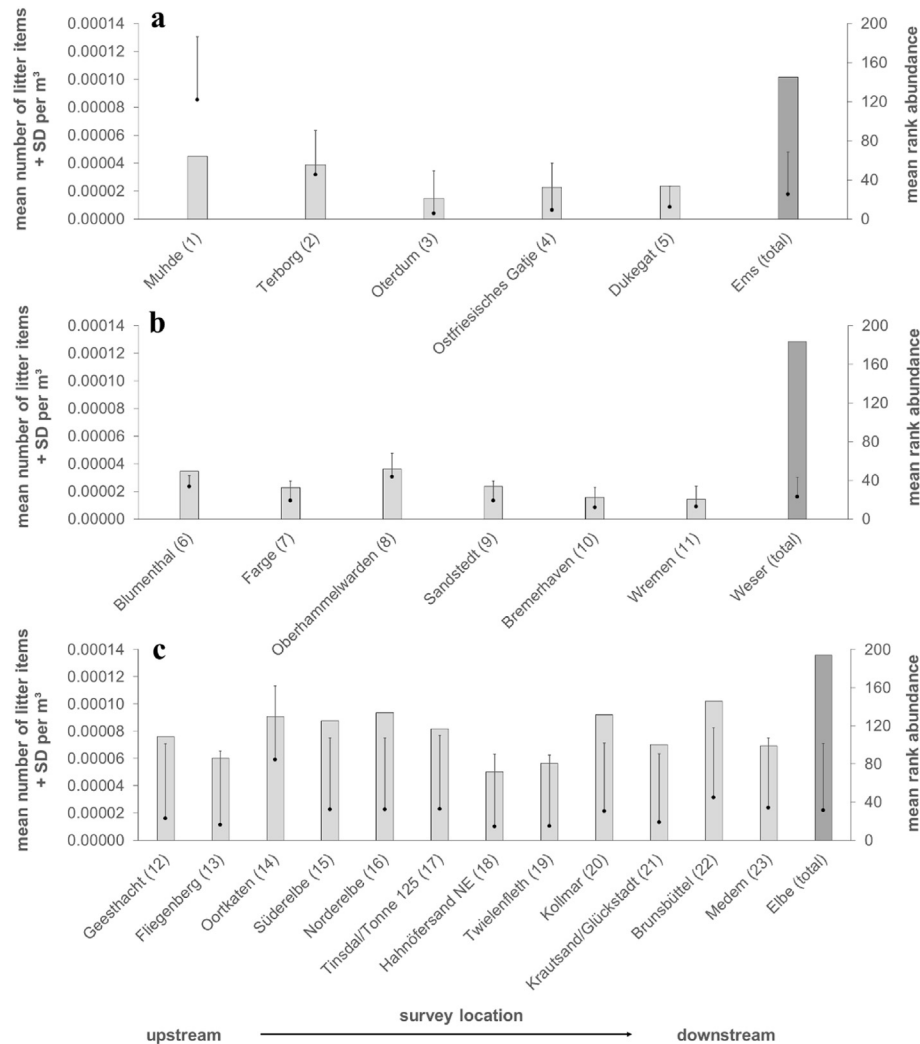 a
mean number of litter items
+ SD per m³
0.00014
0.00012
0.00010
0.00008
0.00006
0.00004
0.00002
0.00000
200
160
120
80
40
0
mean rank abundance
Muhde (1)
Terborg (2)
Oterdum (3)
Ostfriesisches Gatje (4)
Dukegat (5)
Ems (total)
b
mean number of litter items
+ SD per m³
0.00014
0.00012
0.00010
0.00008
0.00006
0.00004
0.00002
0.00000
200
160
120
80
40
0
mean rank abundance
Blumenthal (6)
Farge (7)
Oberhammelwarden (8)
Sandstedt (9)
Bremerhaven (10)
Wremen (11)
Weser (total)
c
mean number of litter items
+ SD per m³
0.00014
0.00012
0.00010
0.00008
0.00006
0.00004
0.00002
0.00000
200
160
120
80
40
0
mean rank abundance
Geesthacht (12)
Fliegenberg (13)
Oortkaten (14)
Süderelbe (15)
Norderelbe (16)
Tinsdal/Tonne 125 (17)
Hahnöfersand NE (18)
Twielenfleth (19)
Kollmar (20)
Krautsand/Glückstadt (21)
Brunsbüttel (22)
Medem (23)
Elbe (total)
survey location
upstream
downstream